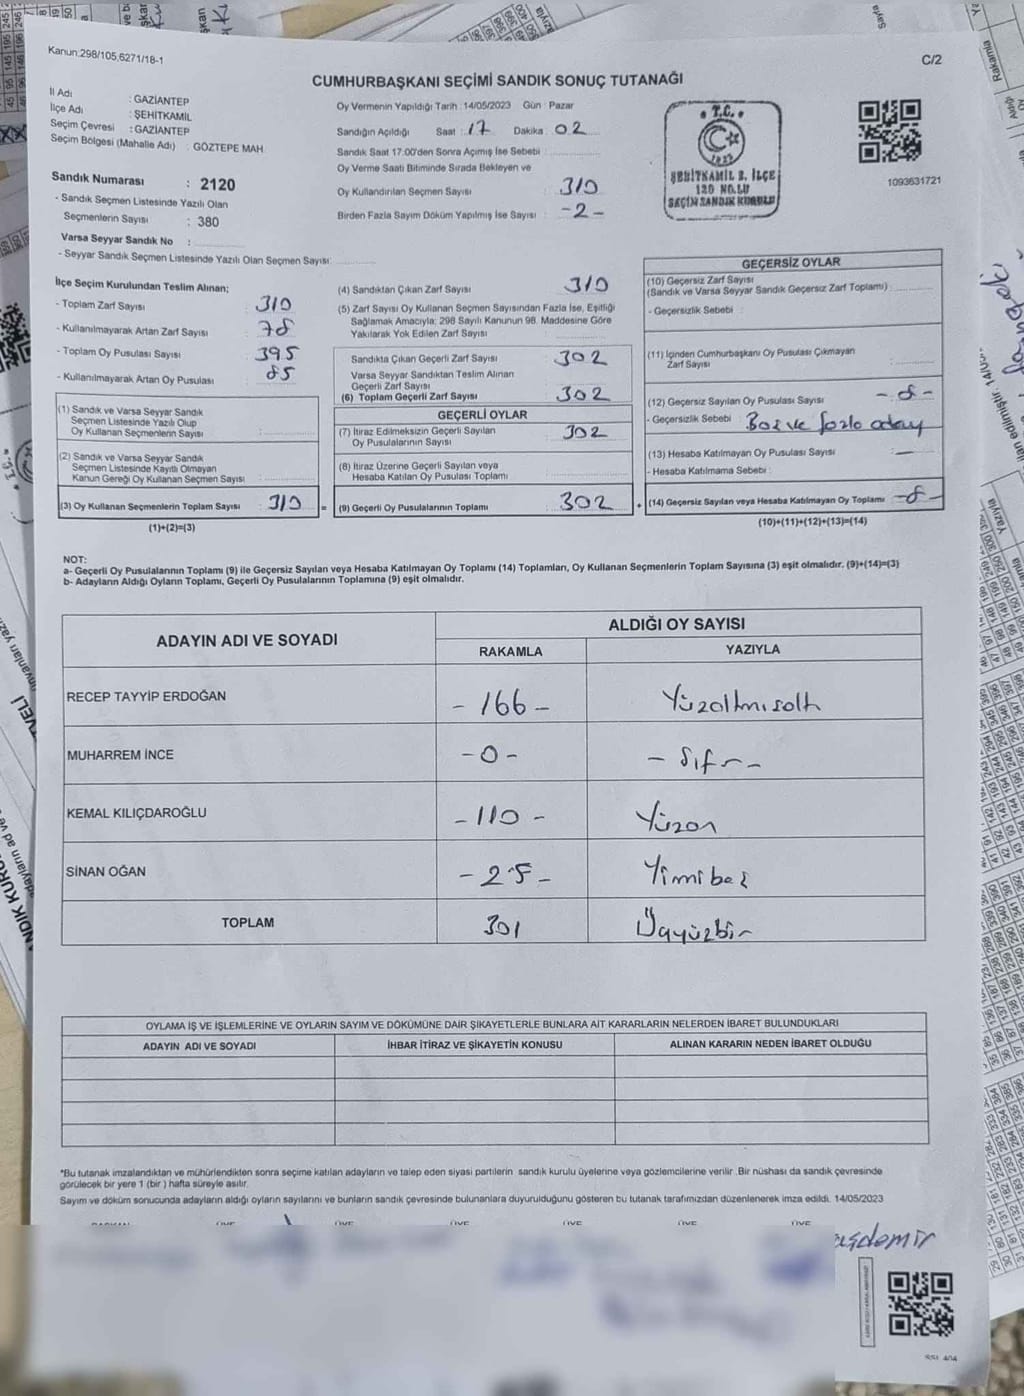 Kanun:298/105,6271/18-1
C/2
CUMHURBAŞKANI SEÇİMİ SANDIK SONUÇ TUTANAĞI
İl Adı : GAZİANTEP
İlçe Adı : ŞEHİTKAMİL
Seçim Çevresi : GAZİANTEP
Seçim Bölgesi (Mahalle Adı) : GÖZTEPE MAH
Sandık Numarası : 2120
- Sandık Seçmen Listesinde Yazılı Olan
Seçmenlerin Sayısı : 380
Varsa Seyyar Sandık No :
- Seyyar Sandık Seçmen Listesinde Yazılı Olan Seçmen Sayısı:
Oy Vermenin Yapıldığı Tarih : 14/05/2023 Gün : Pazar
Sandığın Açıldığı Saat : 17 Dakika : 02
Sandık Saat 17:00'den Sonra Açımış İse Sebebi :
Oy Verme Saati Bitiminde Sırada Bekleyen ve
Oy Kullandırılan Seçmen Sayısı 310
Birden Fazla Sayım Döküm Yapılmış İse Sayısı : -2-
T.C.
ŞEHİTKAMİL 2. İLÇE
120 NO.LU
SEÇİM SANDIK KURULU
1093631721
İlçe Seçim Kurulundan Teslim Alınan;
- Toplam Zarf Sayısı : 310
- Kullanılmayarak Artan Zarf Sayısı : 78
- Toplam Oy Pusulası Sayısı : 395
- Kullanılmayarak Artan Oy Pusulası : 85
(1) Sandık ve Varsa Seyyar Sandık
Seçmen Listesinde Yazılı Olup
Oy Kullanan Seçmenlerin Sayısı :
(2) Sandık ve Varsa Seyyar Sandık
Seçmen Listesinde Kayıtlı Olmayan
Kanun Gereği Oy Kullanan Seçmen Sayısı
(3) Oy Kullanan Seçmenlerin Toplam Sayısı : 310 =
(1)+(2)=(3)
(4) Sandıktan Çıkan Zarf Sayısı : 310
(5) Zarf Sayısı Oy Kullanan Seçmen Sayısından Fazla İse, Eşitliği
Sağlamak Amacıyla; 298 Sayılı Kanunun 98. Maddesine Göre
Yakılarak Yok Edilen Zarf Sayısı :
Sandıkta Çıkan Geçerli Zarf Sayısı : 302
Varsa Seyyar Sandıktan Teslim Alınan
Geçerli Zarf Sayısı :
(6) Toplam Geçerli Zarf Sayısı : 302
GEÇERLİ OYLAR
(7) İtiraz Edilmeksizin Geçerli Sayılan
Oy Pusulalarının Sayısı : 302
(8) İtiraz Üzerine Geçerli Sayılan veya
Hesaba Katılan Oy Pusulası Toplamı :
(9) Geçerli Oy Pusulalarının Toplamı : 302 +
GEÇERSİZ OYLAR
(10) Geçersiz Zarf Sayısı
(Sandık ve Varsa Seyyar Sandık Geçersiz Zarf Toplamı) :
- Geçersizlik Sebebi :
(11) İçinden Cumhurbaşkanı Oy Pusulası Çıkmayan
Zarf Sayısı :
(12) Geçersiz Sayılan Oy Pusulası Sayısı : -8-
- Geçersizlik Sebebi : Boş ve fazla aday
(13) Hesaba Katılmayan Oy Pusulası Sayısı : —
- Hesaba Katılmama Sebebi :
(14) Geçersiz Sayılan veya Hesaba Katılmayan Oy Toplamı : -8-
(10)+(11)+(12)+(13)=(14)
NOT:
a- Geçerli Oy Pusulalarının Toplamı (9) ile Geçersiz Sayılan veya Hesaba Katılmayan Oy Toplamı (14) Toplamları, Oy Kullanan Seçmenlerin Toplam Sayısına (3) eşit olmalıdır. (9)+(14)=(3)
b- Adayların Aldığı Oyların Toplamı, Geçerli Oy Pusulalarının Toplamına (9) eşit olmalıdır.
ADAYIN ADI VE SOYADI
ALDIĞI OY SAYISI
RAKAMLA YAZIYLA
RECEP TAYYİP ERDOĞAN -166- Yüzaltmısaltı
MUHARREM İNCE -0- -Sıfır-
KEMAL KILIÇDAROĞLU -110- Yüzon
SİNAN OĞAN -25- Yimibeş
TOPLAM 301 Üçyüzbir
OYLAMA İŞ VE İŞLEMLERİNE VE OYLARIN SAYIM VE DÖKÜMÜNE DAİR ŞİKAYETLERLE BUNLARA AİT KARARLARIN NELERDEN İBARET BULUNDUKLARI
ADAYIN ADI VE SOYADI İHBAR İTİRAZ VE ŞİKAYETİN KONUSU ALINAN KARARIN NEDEN İBARET OLDUĞU
*Bu tutanak imzalandıktan ve mühürlendikten sonra seçime katılan adayların ve talep eden siyasi partilerin sandık kurulu üyelerine veya gözlemcilerine verilir .Bir nüshası da sandık çevresinde
görülecek bir yere 1 (bir ) hafta süreyle asılır.
Sayım ve döküm sonucunda adayların aldığı oyların sayılarını ve bunların sandık çevresinde bulunanlara duyurulduğunu gösteren bu tutanak tarafımızdan düzenlenerek imza edildi. 14/05/2023
aşdemir